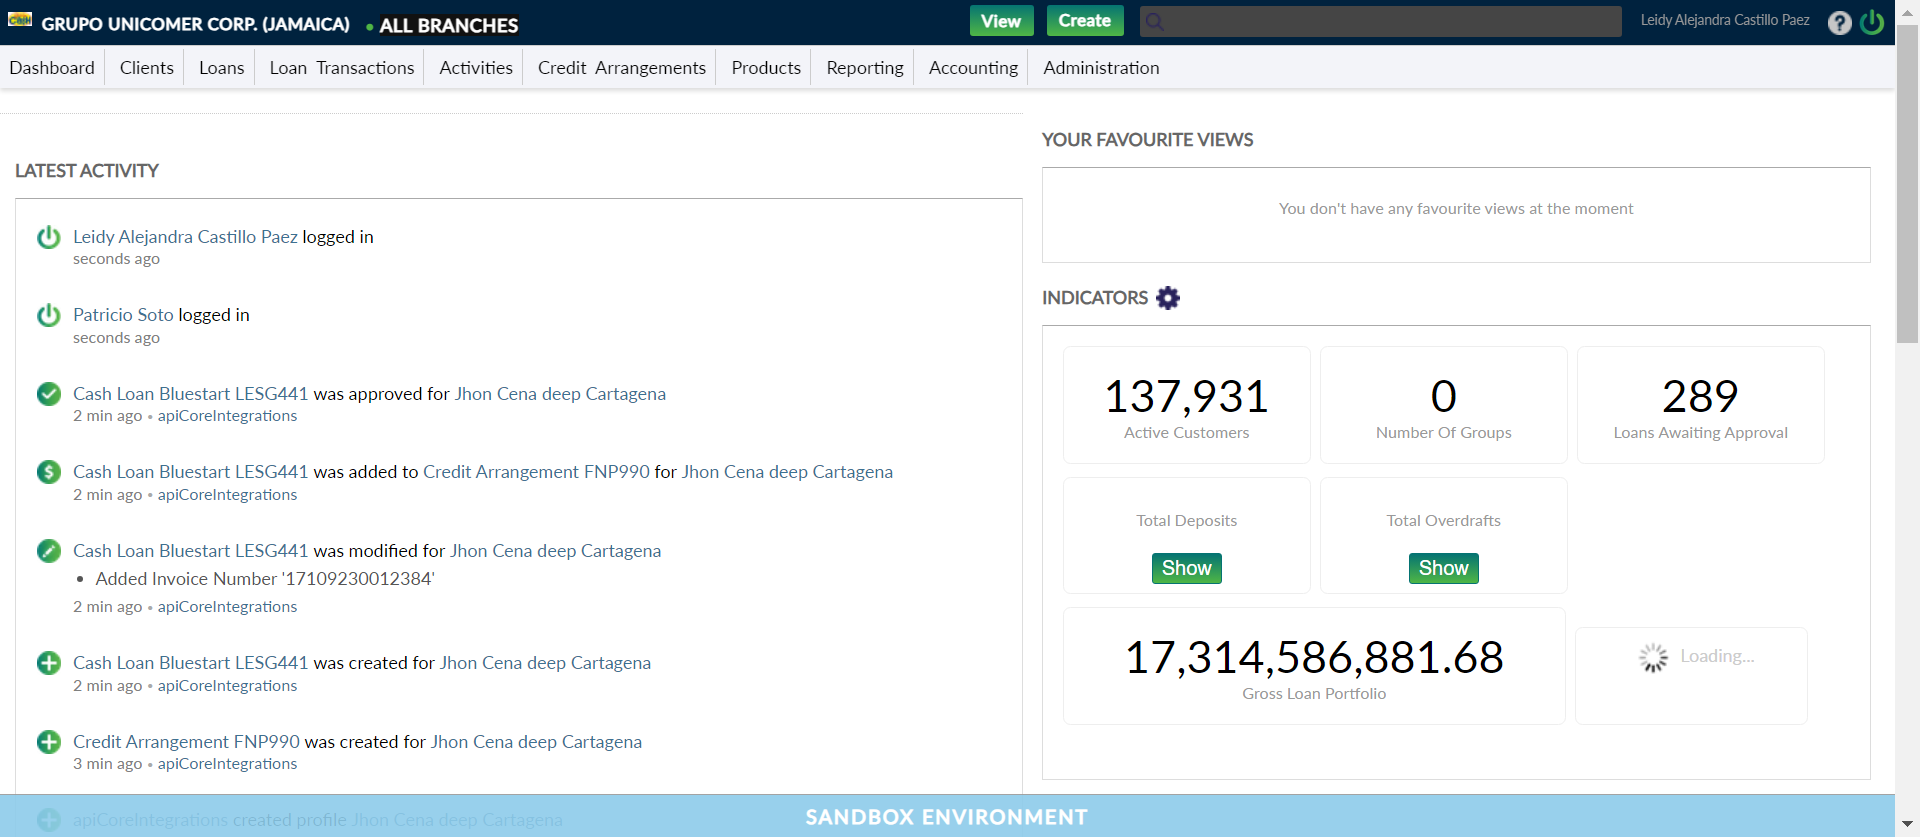 GRUPO UNICOMER CORP. (JAMAICA) • ALL BRANCHES
View
Create
Leidy Alejandra Castillo Paez
Dashboard Clients Loans Loan Transactions Activities Credit Arrangements Products Reporting Accounting Administration
LATEST ACTIVITY
Leidy Alejandra Castillo Paez logged in
seconds ago
Patricio Soto logged in
seconds ago
Cash Loan Bluestart LESG441 was approved for Jhon Cena deep Cartagena
2 min ago • apiCoreIntegrations
Cash Loan Bluestart LESG441 was added to Credit Arrangement FNP990 for Jhon Cena deep Cartagena
2 min ago • apiCoreIntegrations
Cash Loan Bluestart LESG441 was modified for Jhon Cena deep Cartagena
• Added Invoice Number '17109230012384'
2 min ago • apiCoreIntegrations
Cash Loan Bluestart LESG441 was created for Jhon Cena deep Cartagena
2 min ago • apiCoreIntegrations
Credit Arrangement FNP990 was created for Jhon Cena deep Cartagena
3 min ago • apiCoreIntegrations
apiCoreIntegrations created profile Jhon Cena deep Cartagena
YOUR FAVOURITE VIEWS
You don't have any favourite views at the moment
INDICATORS
137,931
Active Customers
0
Number Of Groups
289
Loans Awaiting Approval
Total Deposits
Show
Total Overdrafts
Show
17,314,586,881.68
Gross Loan Portfolio
Loading...
SANDBOX ENVIRONMENT